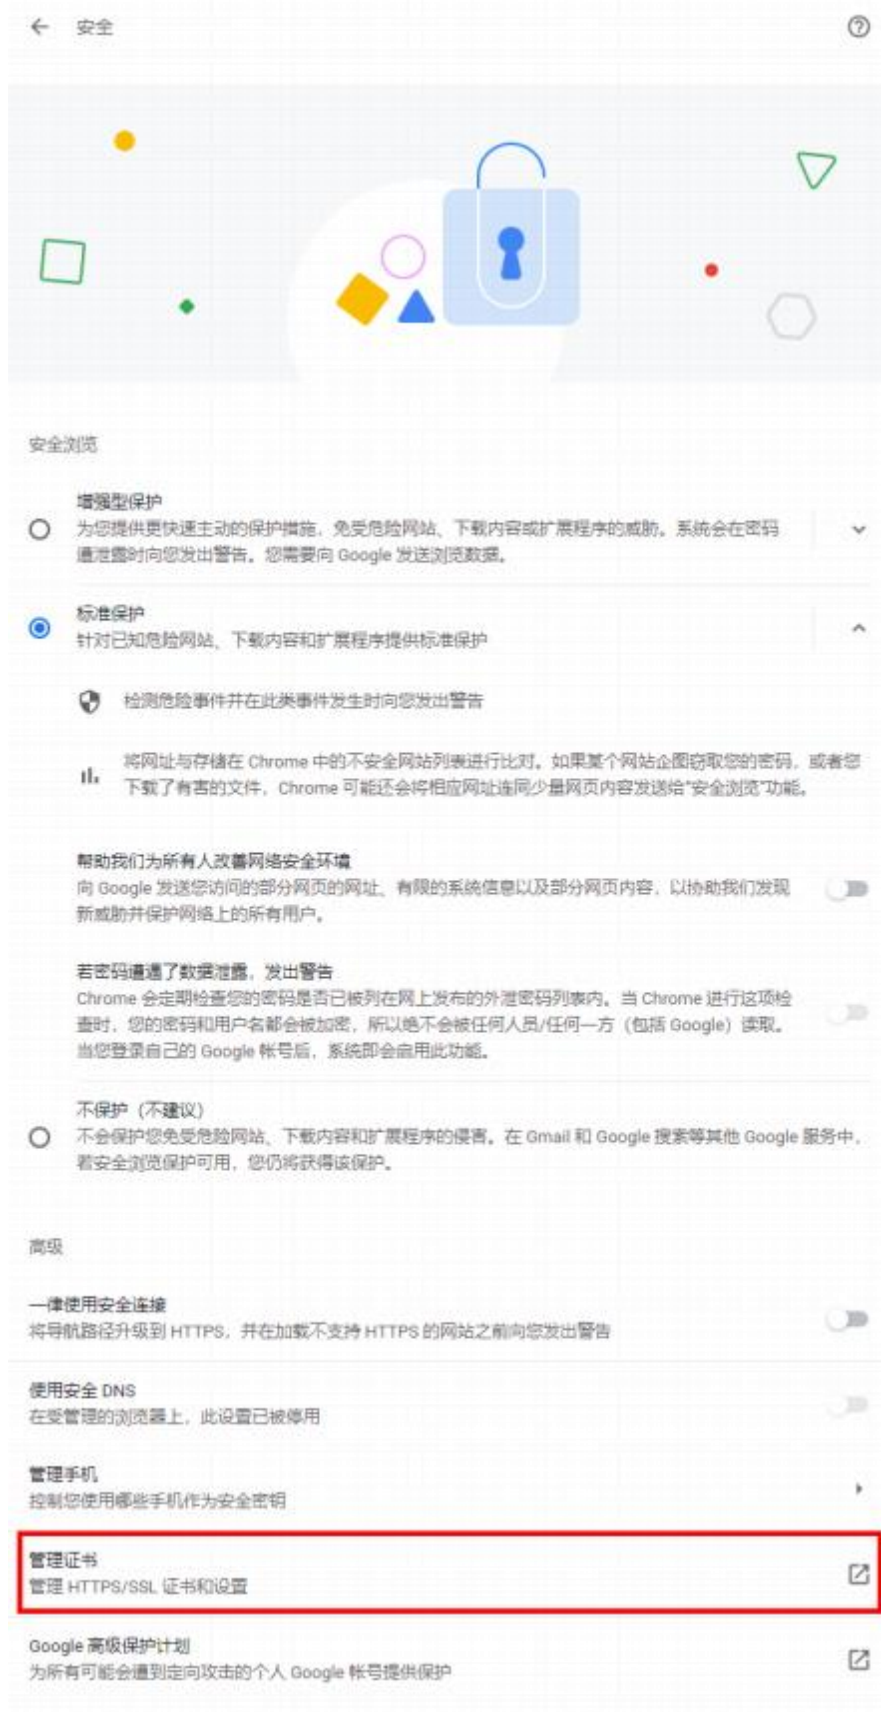 安全
安全浏览
增强型保护
为您提供更快速主动的保护措施，免受危险网站、下载内容或扩展程序的威胁。系统会在密码
遭泄露时向您发出警告。您需要向 Google 发送浏览数据。
标准保护
针对已知危险网站、下载内容和扩展程序提供标准保护
检测危险事件并在此类事件发生时向您发出警告
将网址与存储在 Chrome 中的不安全网站列表进行比对。如果某个网站企图窃取您的密码，或者您
下载了有害的文件，Chrome 可能还会将相应网址连同少量网页内容发送给"安全浏览"功能。
帮助我们为所有人改善网络安全环境
向 Google 发送您访问的部分网页的网址、有限的系统信息以及部分网页内容，以协助我们发现
新威胁并保护网络上的所有用户。
若密码遭遇了数据泄露，发出警告
Chrome 会定期检查您的密码是否已被列在网上发布的外泄密码列表内。当 Chrome 进行这项检
查时，您的密码和用户名都会被加密，所以绝不会被任何人员/任何一方（包括 Google）读取。
当您登录自己的 Google 帐号后，系统即会启用此功能。
不保护（不建议）
不会保护您免受危险网站、下载内容和扩展程序的侵害。在 Gmail 和 Google 搜索等其他 Google 服务中，
若安全浏览保护可用，您仍将获得该保护。
高级
一律使用安全连接
将导航路径升级到 HTTPS，并在加载不支持 HTTPS 的网站之前向您发出警告
使用安全 DNS
在受管理的浏览器上，此设置已被停用
管理手机
控制您使用哪些手机作为安全密钥
管理证书
管理 HTTPS/SSL 证书和设置
Google 高级保护计划
为所有可能会遭到定向攻击的个人 Google 帐号提供保护